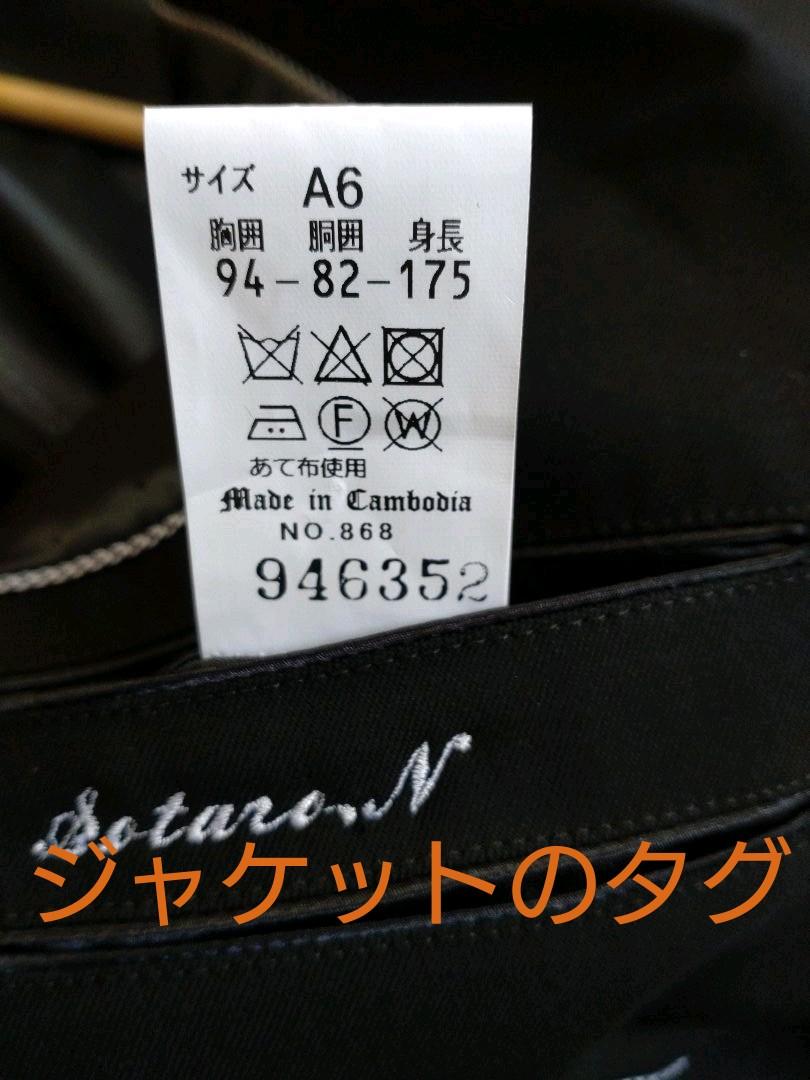 サイズ A6
胸囲 胴囲 身長
94-82-175
F W
あて布使用
Made in Cambodia
NO.868
946352
Sotaro.N
ジャケットのタグ